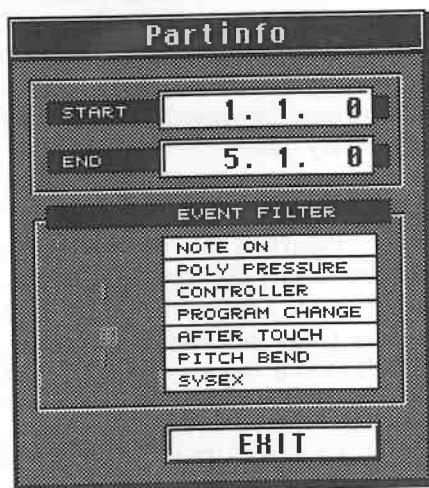 Partinfo
START 1. 1. 0
END 5. 1. 0
EVENT FILTER
NOTE ON
POLY PRESSURE
CONTROLLER
PROGRAM CHANGE
AFTER TOUCH
PITCH BEND
SYSEX
EXIT